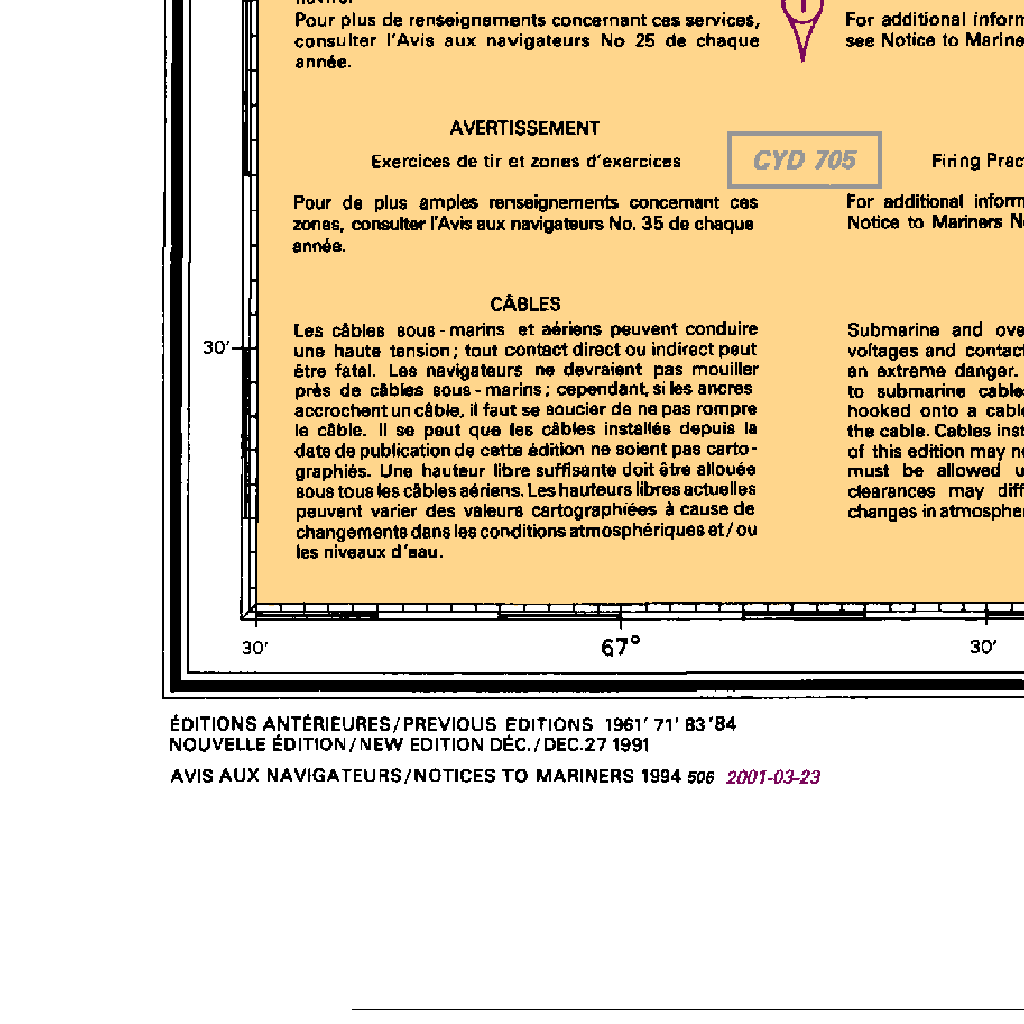 Pour plus de renseignements concernant ces services,
consulter l'Avis aux navigateurs No 25 de chaque
année.
For additional inform
see Notice to Marine
AVERTISSEMENT
Exercices de tir et zones d'exercices
CYD 705
Firing Prac
Pour de plus amples renseignements concernant ces
zones, consulter l'Avis aux navigateurs No. 35 de chaque
année.
For additional inform
Notice to Mariners N
CÂBLES
Les câbles sous-marins et aériens peuvent conduire
une haute tension; tout contact direct ou indirect peut
être fatal. Les navigateurs ne devraient pas mouiller
près de câbles sous-marins; cependant, si les ancres
accrochent un câble, il faut se soucier de ne pas rompre
le câble. Il se peut que les câbles installés depuis la
date de publication de cette édition ne soient pas carto-
graphiés. Une hauteur libre suffisante doit être allouée
sous tous les câbles aériens. Les hauteurs libres actuelles
peuvent varier des valeurs cartographiées à cause de
changements dans les conditions atmosphériques et/ou
les niveaux d'eau.
Submarine and ove
voltages and contact
an extreme danger.
to submarine cable
hooked onto a cabl
the cable. Cables inst
of this edition may n
must be allowed u
clearances may diff
changes in atmospher
30'
30' 67° 30'
ÉDITIONS ANTÉRIEURES/PREVIOUS EDITIONS 1961' 71' 83'84
NOUVELLE ÉDITION/NEW EDITION DÉC./DEC.27 1991
AVIS AUX NAVIGATEURS/NOTICES TO MARINERS 1994 506 2001-03-23